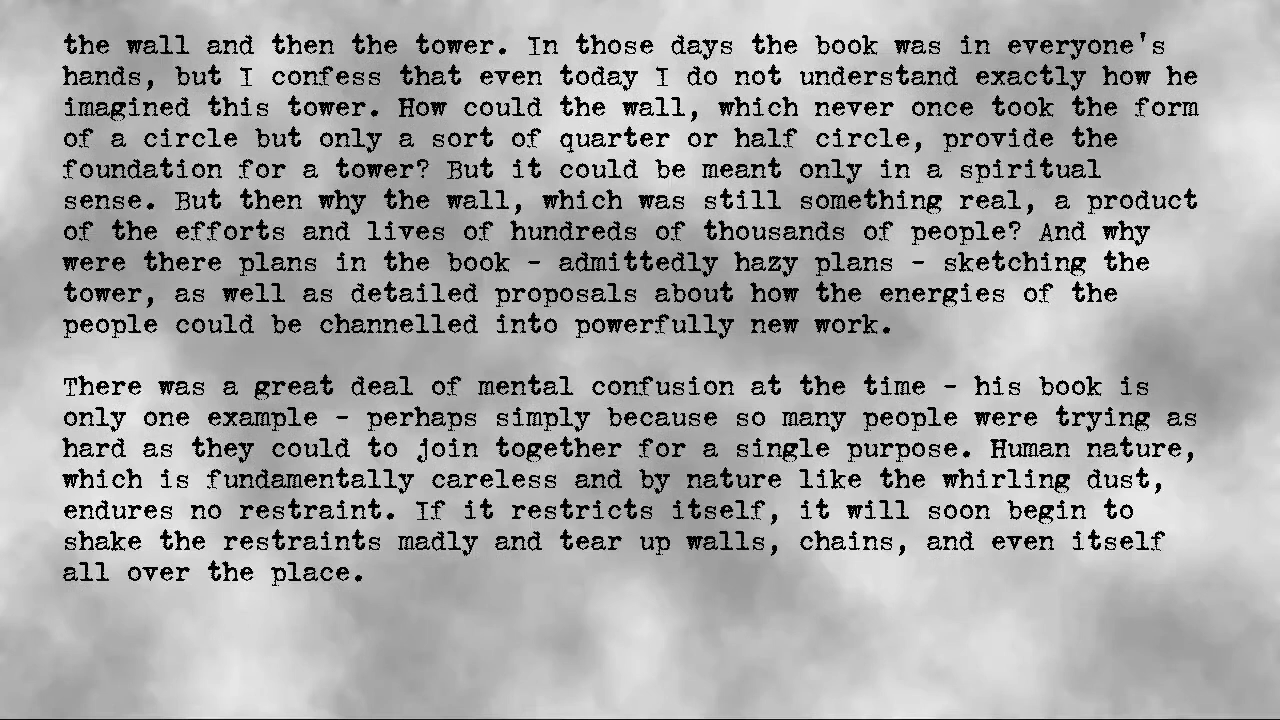 the wall and then the tower. In those days the book was in everyone's
hands, but I confess that even today I do not understand exactly how he
imagined this tower. How could the wall, which never once took the form
of a circle but only a sort of quarter or half circle, provide the
foundation for a tower? But it could be meant only in a spiritual
sense. But then why the wall, which was still something real, a product
of the efforts and lives of hundreds of thousands of people? And why
were there plans in the book - admittedly hazy plans - sketching the
tower, as well as detailed proposals about how the energies of the
people could be channelled into powerfully new work.

There was a great deal of mental confusion at the time - his book is
only one example - perhaps simply because so many people were trying as
hard as they could to join together for a single purpose. Human nature,
which is fundamentally careless and by nature like the whirling dust,
endures no restraint. If it restricts itself, it will soon begin to
shake the restraints madly and tear up walls, chains, and even itself
all over the place.